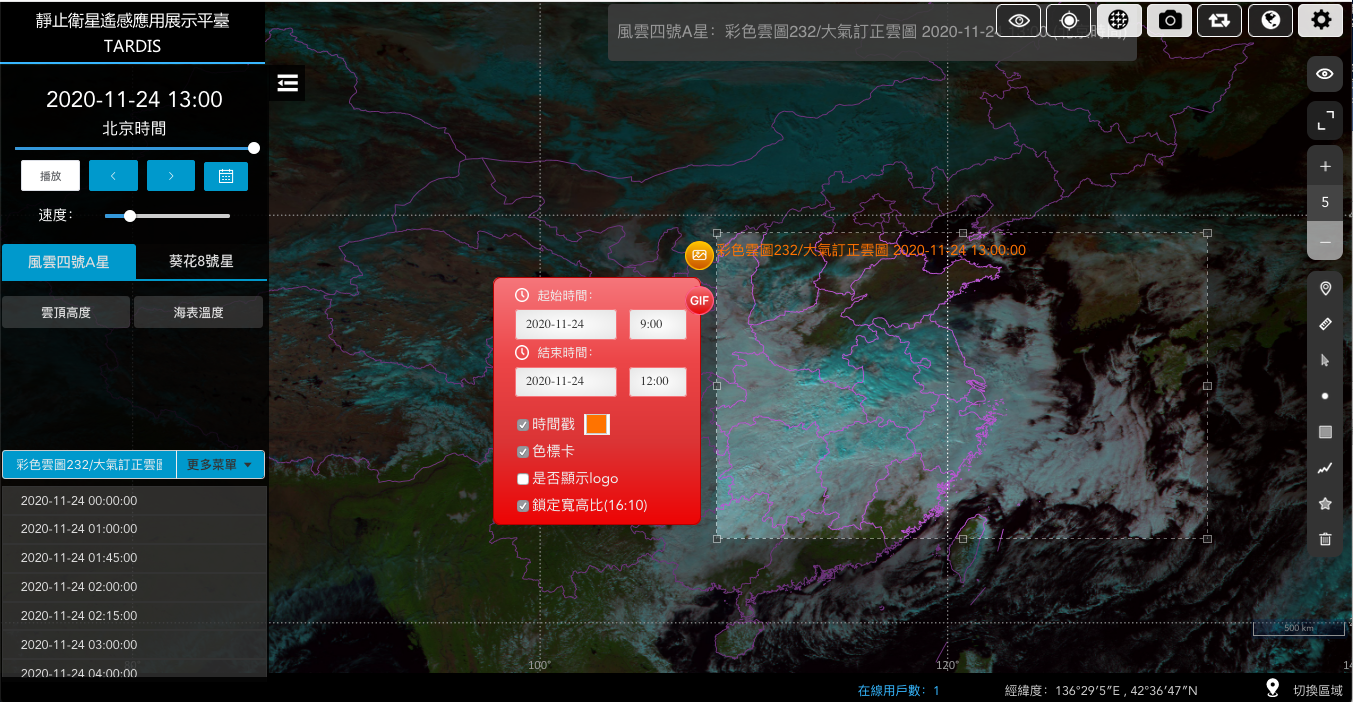 靜止衛星遙感應用展示平臺
TARDIS
2020-11-24 13:00
北京時間
播放
速度：
風雲四號A星
葵花8號星
雲頂高度
海表溫度
彩色雲圖232/大氣訂正雲圖
更多菜單
2020-11-24 00:00:00
2020-11-24 01:00:00
2020-11-24 01:45:00
2020-11-24 02:00:00
2020-11-24 02:15:00
2020-11-24 03:00:00
2020-11-24 04:00:00
80°
風雲四號A星：彩色雲圖232/大氣訂正雲圖 2020-11-24 13:00 (北京時間)
彩色雲圖232/大氣訂正雲圖 2020-11-24 13:00:00
GIF
起始時間：
2020-11-24
9:00
結束時間：
2020-11-24
12:00
時間戳
色標卡
是否顯示logo
鎖定寬高比(16:10)
5
500 km
100°
120°
在線用戶數：1
經緯度：136°29′5″E , 42°36′47″N
切換區域